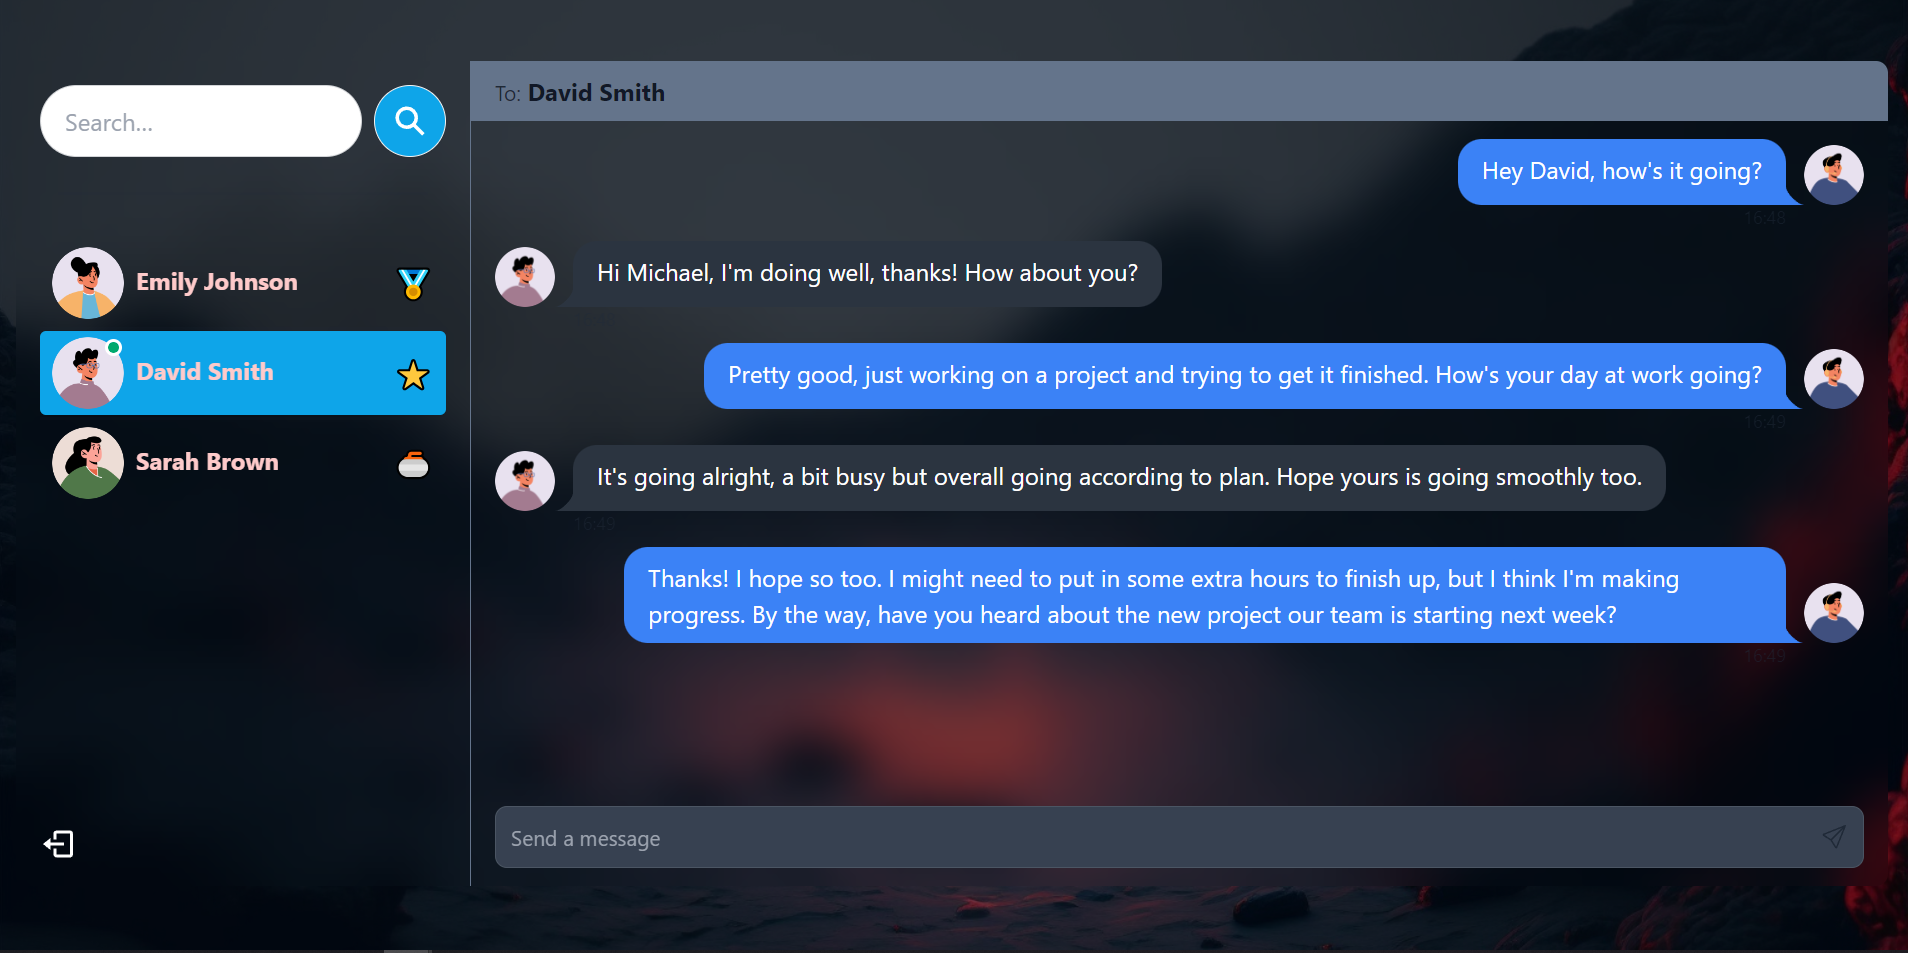 Search...
Emily Johnson
David Smith
Sarah Brown
To: David Smith
Hey David, how's it going?
16:48
Hi Michael, I'm doing well, thanks! How about you?
Pretty good, just working on a project and trying to get it finished. How's your day at work going?
16:49
It's going alright, a bit busy but overall going according to plan. Hope yours is going smoothly too.
16:49
Thanks! I hope so too. I might need to put in some extra hours to finish up, but I think I'm making
progress. By the way, have you heard about the new project our team is starting next week?
16:49
Send a message